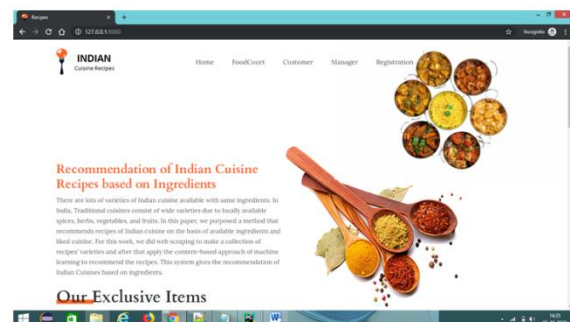 Recipes
127.0.0.1:8000
Incognito
INDIAN
Cuisine Recipes
Home FoodCourt Customer Manager Registration
Recommendation of Indian Cuisine
Recipes based on Ingredients
There are lots of varieties of Indian cuisine available with same ingredients. In
India, Traditional cuisines consist of wide varieties due to locally available
spices, herbs, vegetables, and fruits. In this paper, we purposed a method that
recommends recipes of Indian cuisine on the basis of available ingredients and
liked cuisine. For this work, we did web scraping to make a collection of
recipes' varieties and after that apply the content-based approach of machine
learning to recommend the recipes. This system gives the recommendation of
Indian Cuisines based on ingredients.
Our Exclusive Items